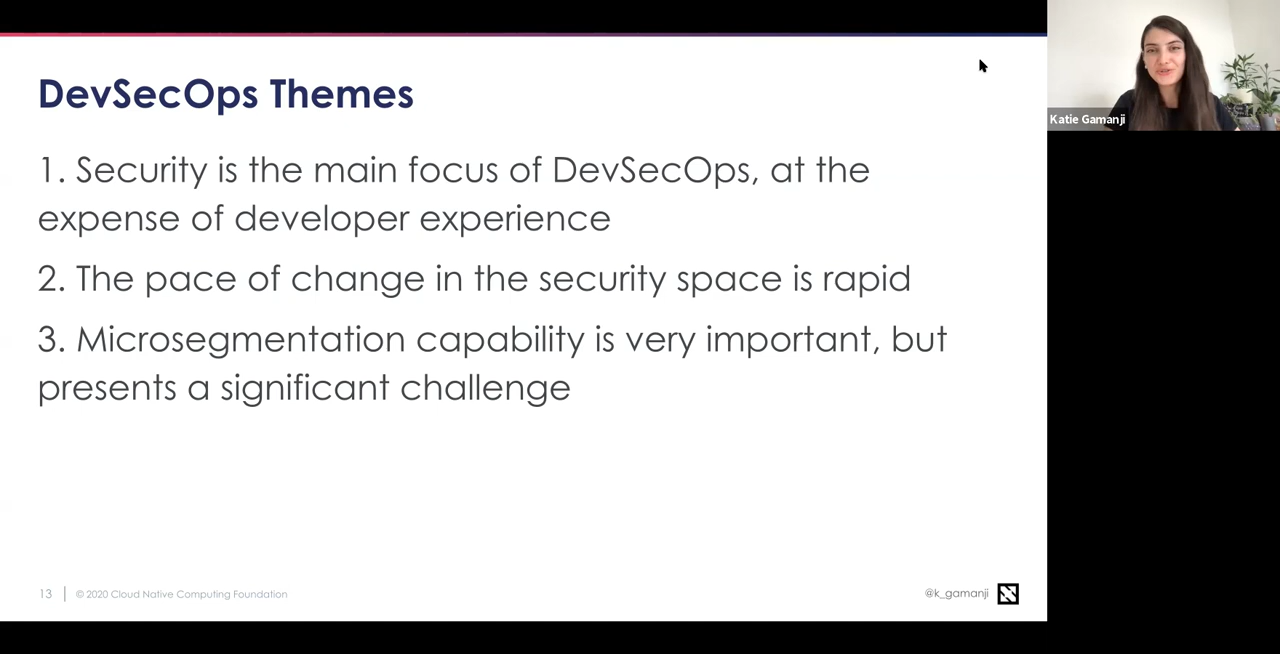 DevSecOps Themes
1. Security is the main focus of DevSecOps, at the
expense of developer experience
2. The pace of change in the security space is rapid
3. Microsegmentation capability is very important, but
presents a significant challenge
13
© 2020 Cloud Native Computing Foundation
@k_gamanji
Katie Gamanji